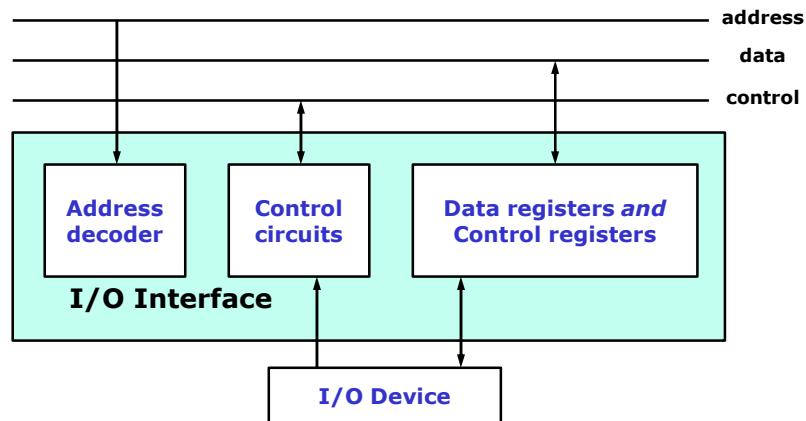 address
data
control
Address
decoder
Control
circuits
Data registers and
Control registers
I/O Interface
I/O Device